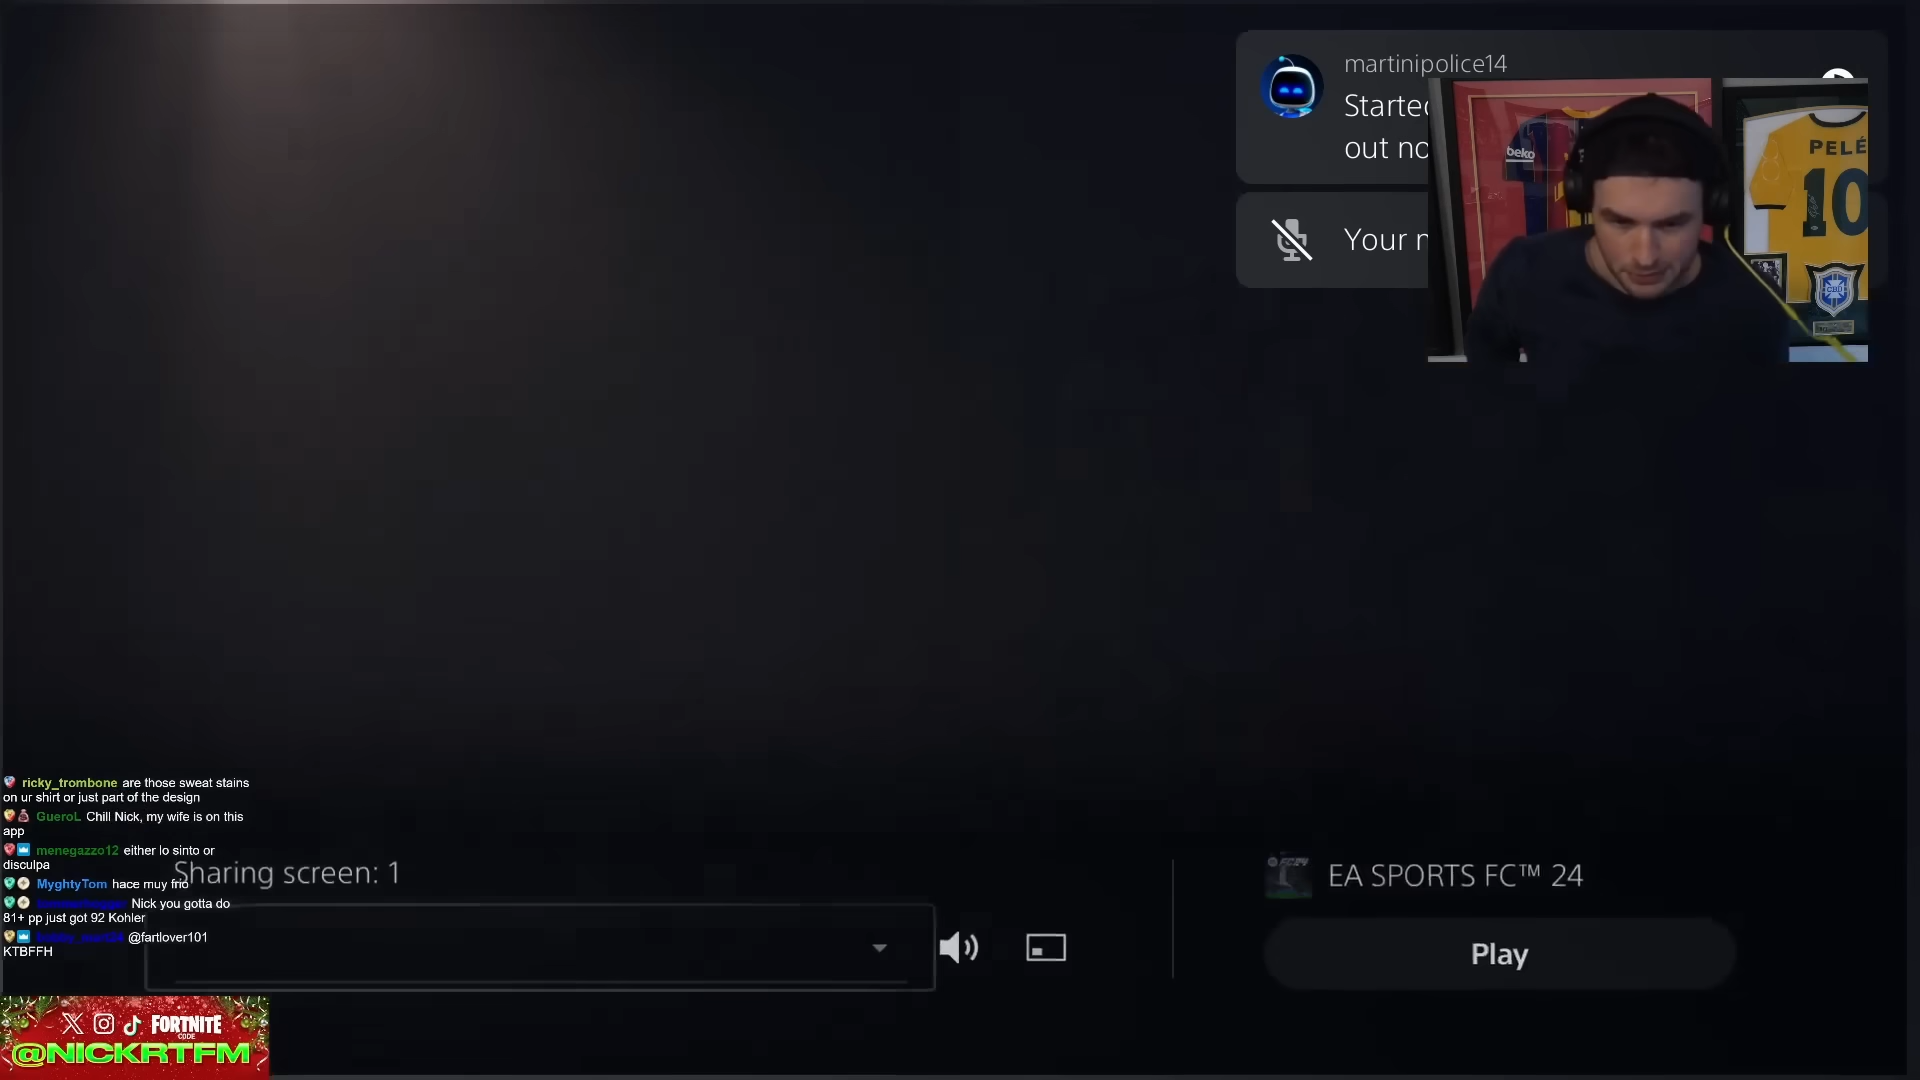 martinipolice14
Started
out no
Your
beko
PELÉ
10
ricky_trombone are those sweat stains
on ur shirt or just part of the design
GueroL Chill Nick, my wife is on this
app
menegazzo12 either lo sinto or
disculpa
MyghtyTom hace muy frio
Nick you gotta do
81+ pp just got 92 Kohler
@fartlover101
KTBFFH
Sharing screen: 1
EA SPORTS FC™ 24
Play
FORTNITE
CODE
@NICKRTFM